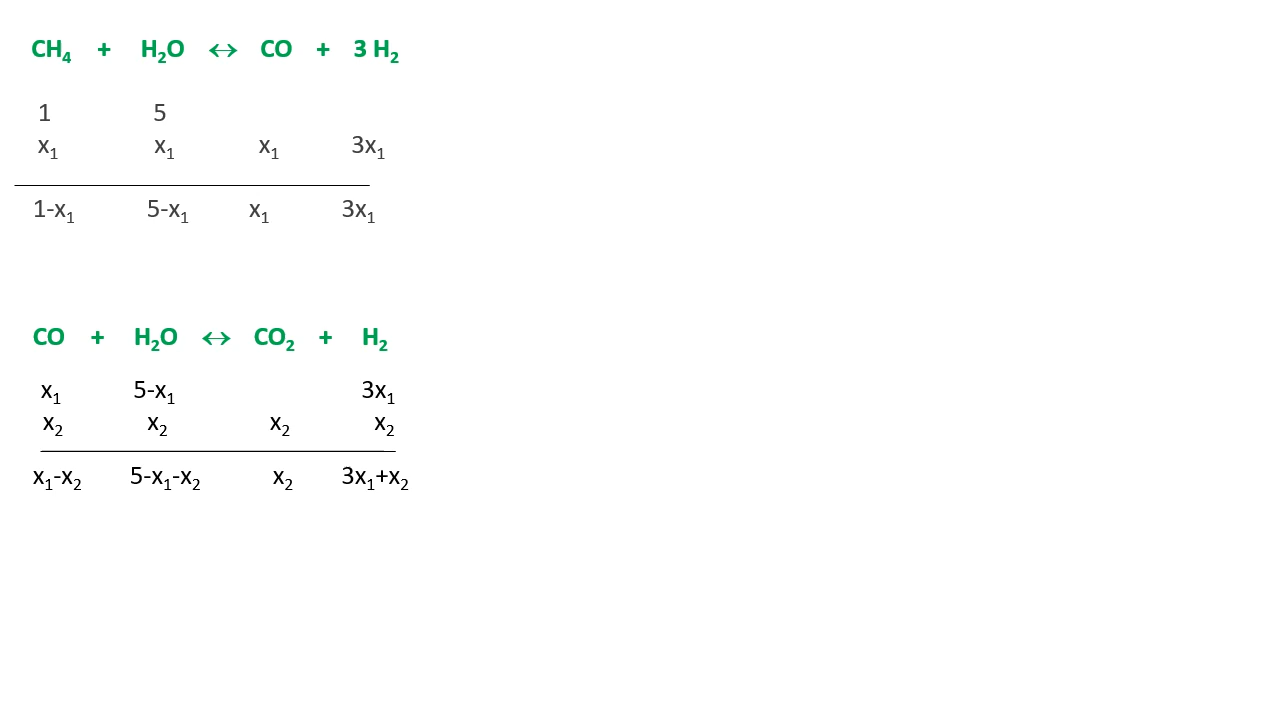 CH₄ + H₂O ↔ CO + 3 H₂
1 5
x₁ x₁ x₁ 3x₁
1-x₁ 5-x₁ x₁ 3x₁
CO + H₂O ↔ CO₂ + H₂
x₁ 5-x₁ 3x₁
x₂ x₂ x₂ x₂
x₁-x₂ 5-x₁-x₂ x₂ 3x₁+x₂